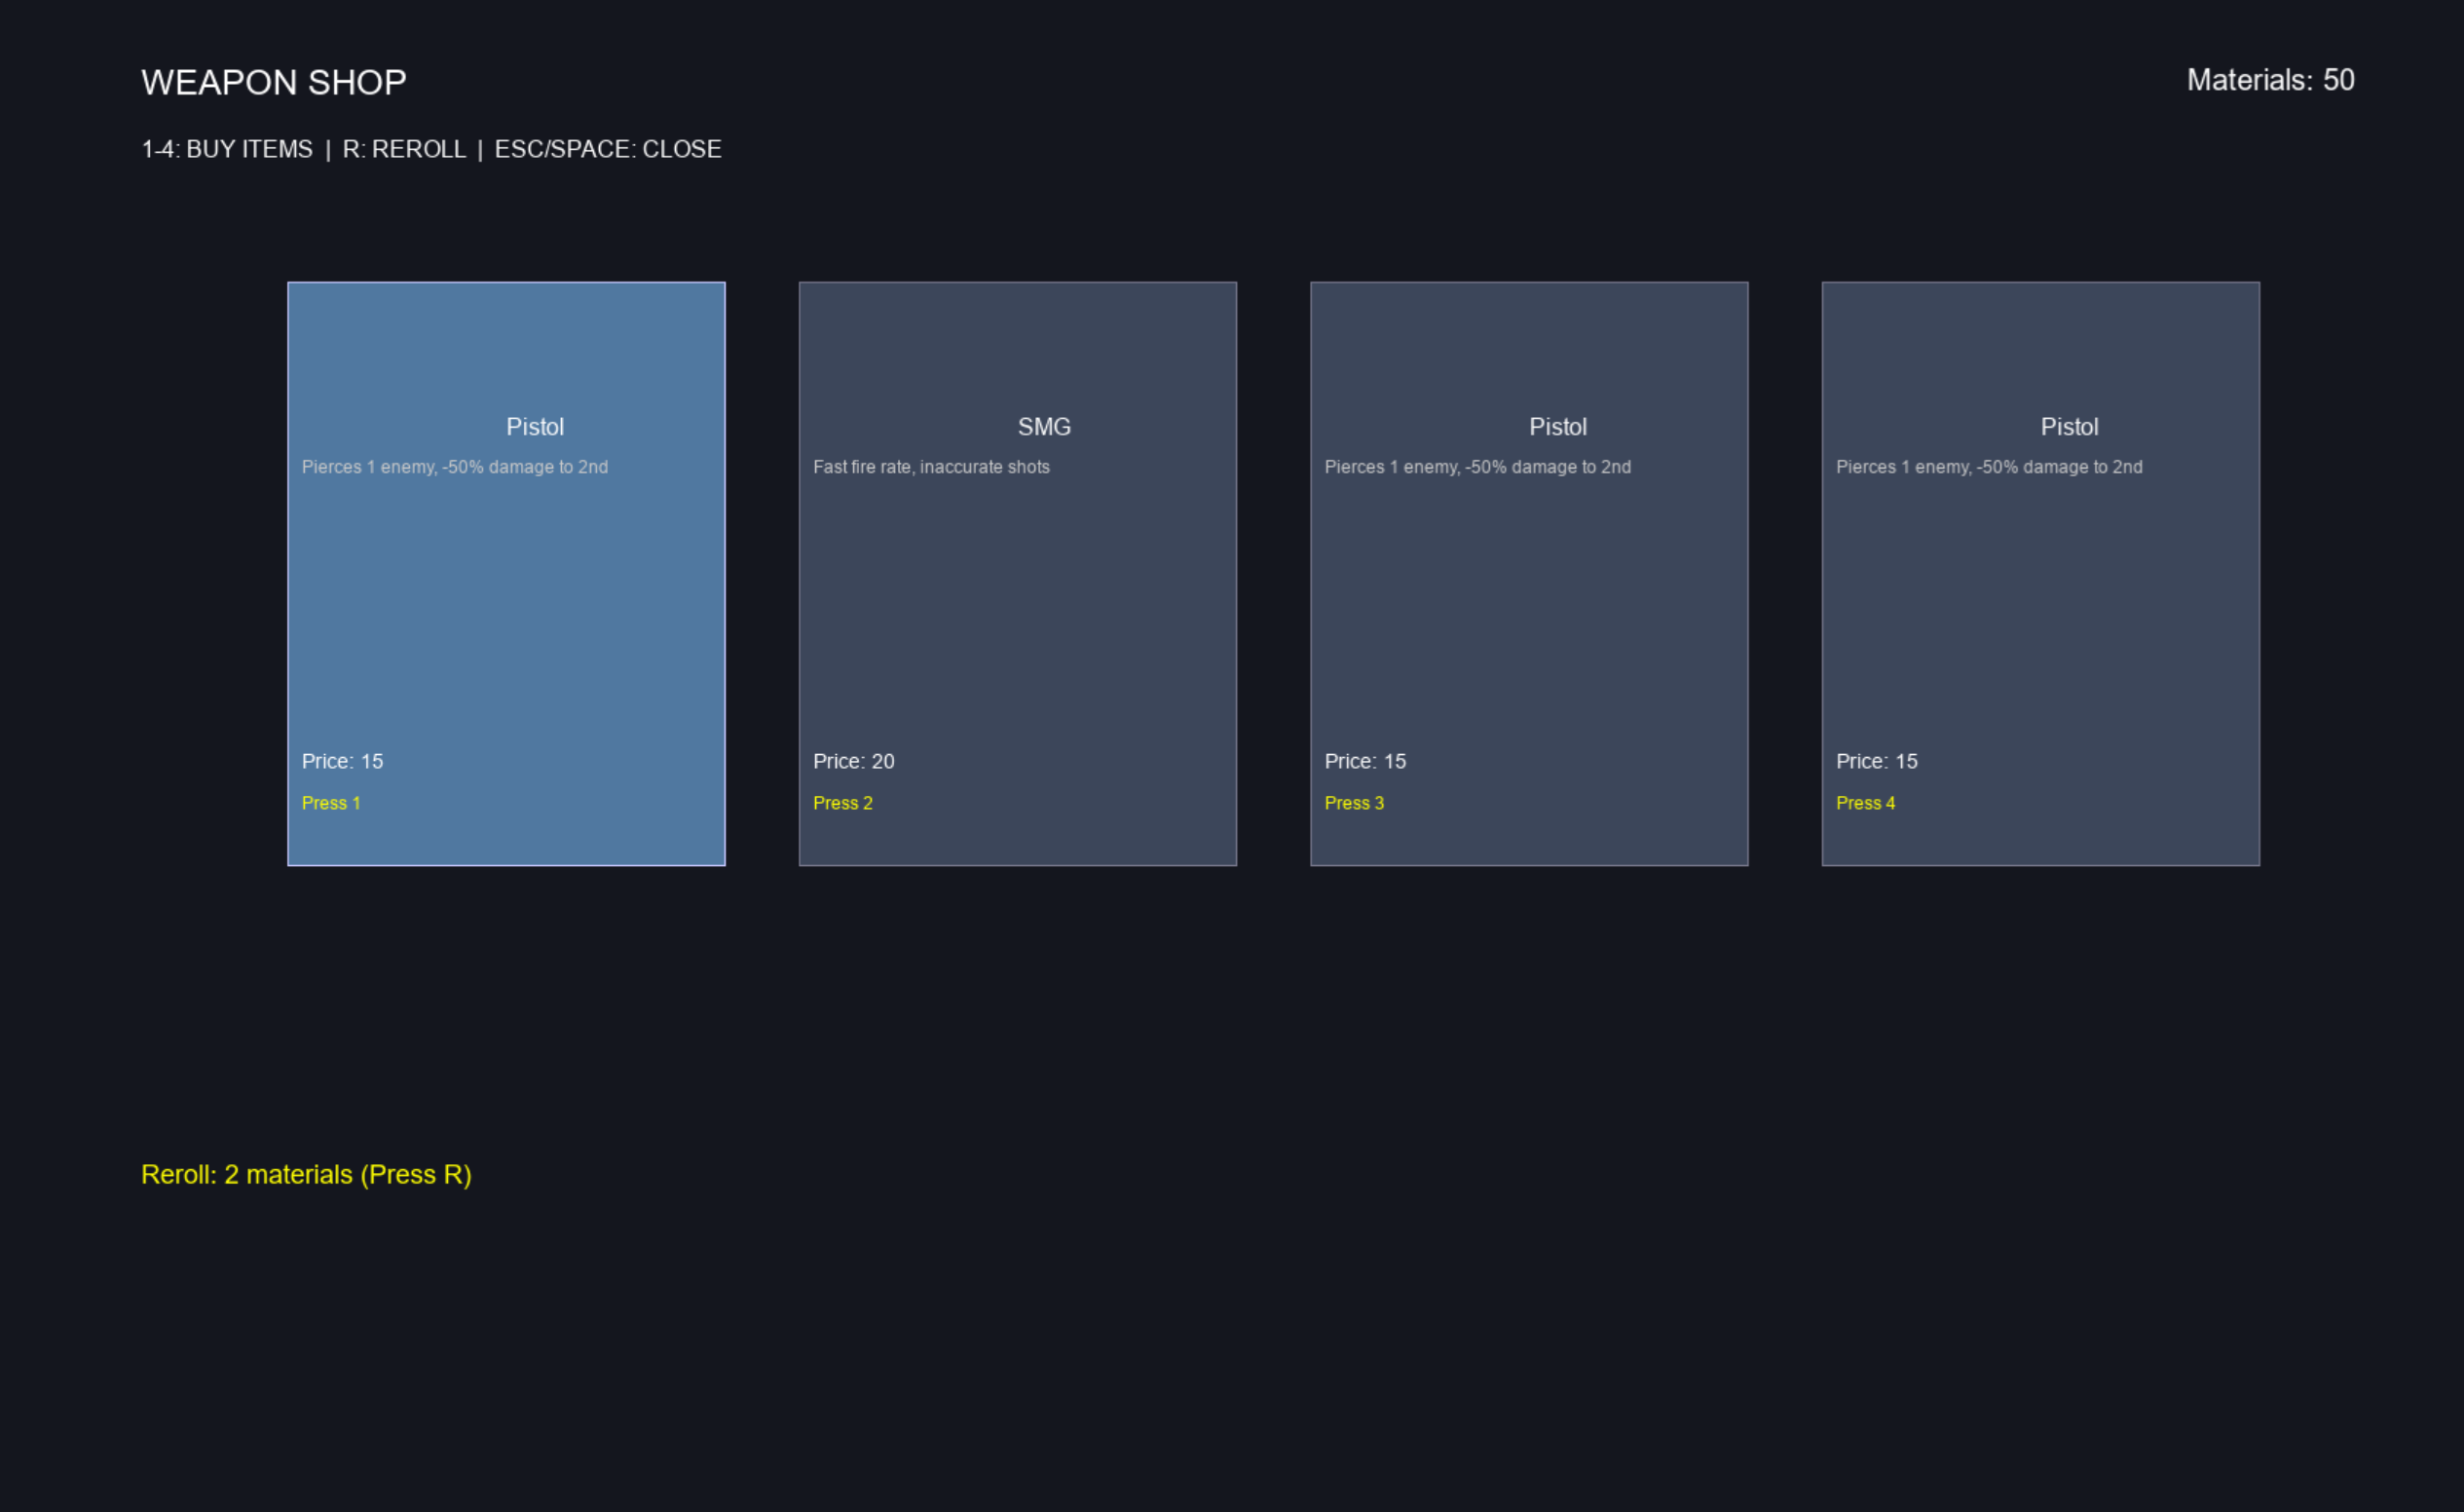 WEAPON SHOP
Materials: 50
1-4: BUY ITEMS | R: REROLL | ESC/SPACE: CLOSE
Pistol
Pierces 1 enemy, -50% damage to 2nd
Price: 15
Press 1
SMG
Fast fire rate, inaccurate shots
Price: 20
Press 2
Pistol
Pierces 1 enemy, -50% damage to 2nd
Price: 15
Press 3
Pistol
Pierces 1 enemy, -50% damage to 2nd
Price: 15
Press 4
Reroll: 2 materials (Press R)